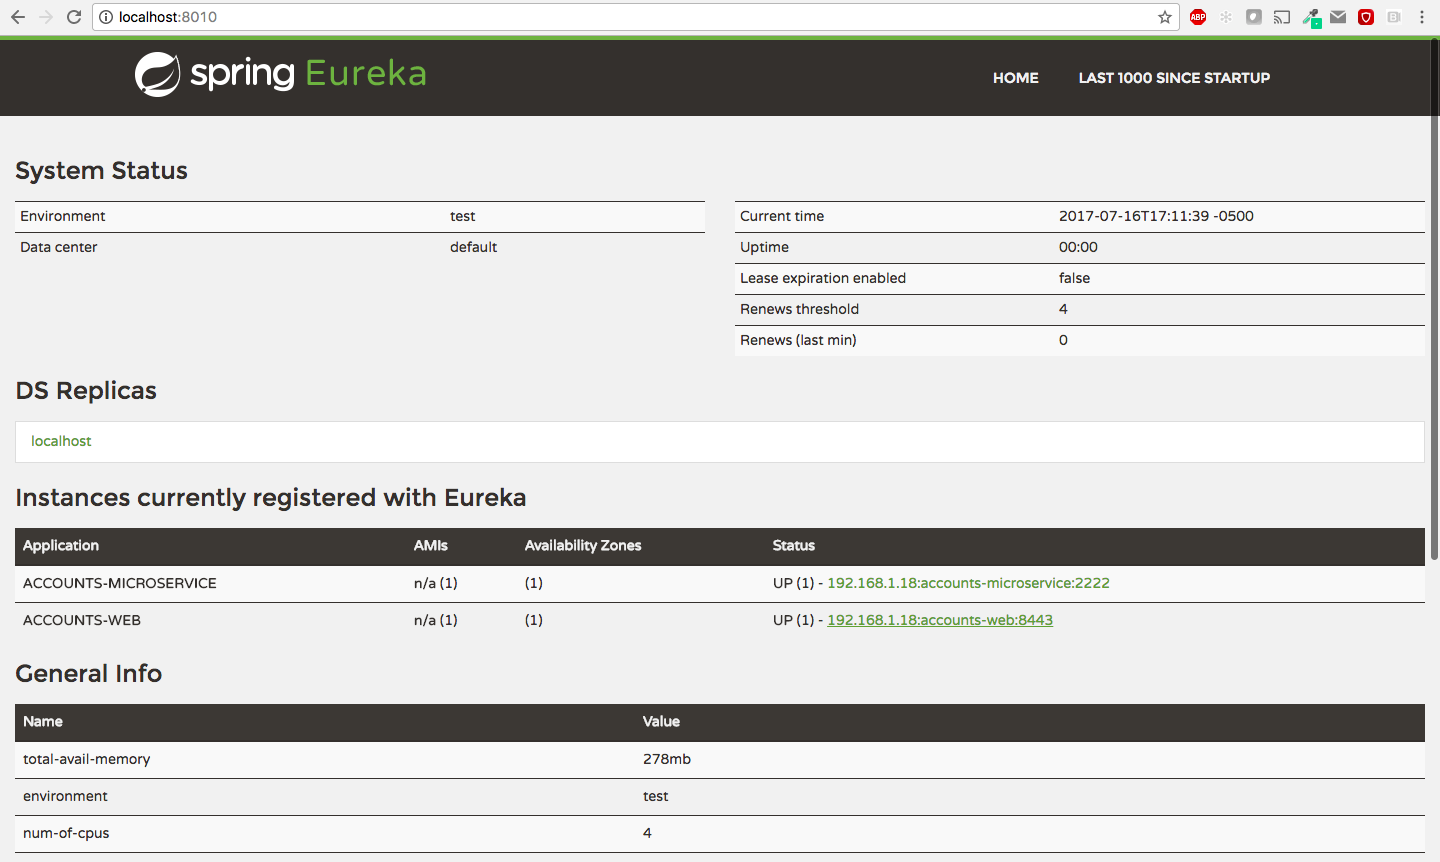 localhost:8010
ABP
spring Eureka
HOME LAST 1000 SINCE STARTUP
System Status
Environment test
Data center default
Current time 2017-07-16T17:11:39 -0500
Uptime 00:00
Lease expiration enabled false
Renews threshold 4
Renews (last min) 0
DS Replicas
localhost
Instances currently registered with Eureka
Application AMIs Availability Zones Status
ACCOUNTS-MICROSERVICE n/a (1) (1) UP (1) - 192.168.1.18:accounts-microservice:2222
ACCOUNTS-WEB n/a (1) (1) UP (1) - 192.168.1.18:accounts-web:8443
General Info
Name Value
total-avail-memory 278mb
environment test
num-of-cpus 4